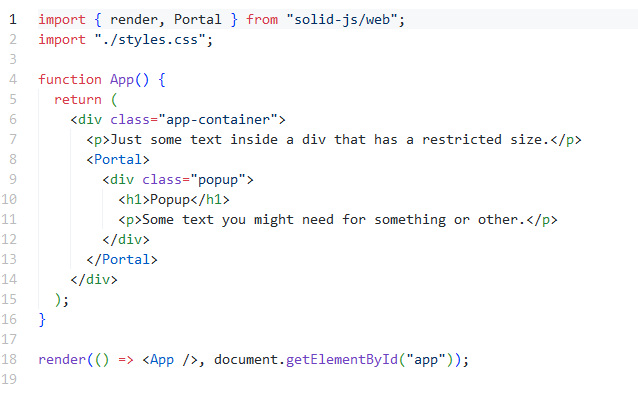 1 import { render, Portal } from "solid-js/web";
2 import "./styles.css";
3
4 function App() {
5   return (
6     <div class="app-container">
7       <p>Just some text inside a div that has a restricted size.</p>
8       <Portal>
9         <div class="popup">
10           <h1>Popup</h1>
11           <p>Some text you might need for something or other.</p>
12         </div>
13       </Portal>
14     </div>
15   );
16 }
17
18 render(() => <App />, document.getElementById("app"));
19